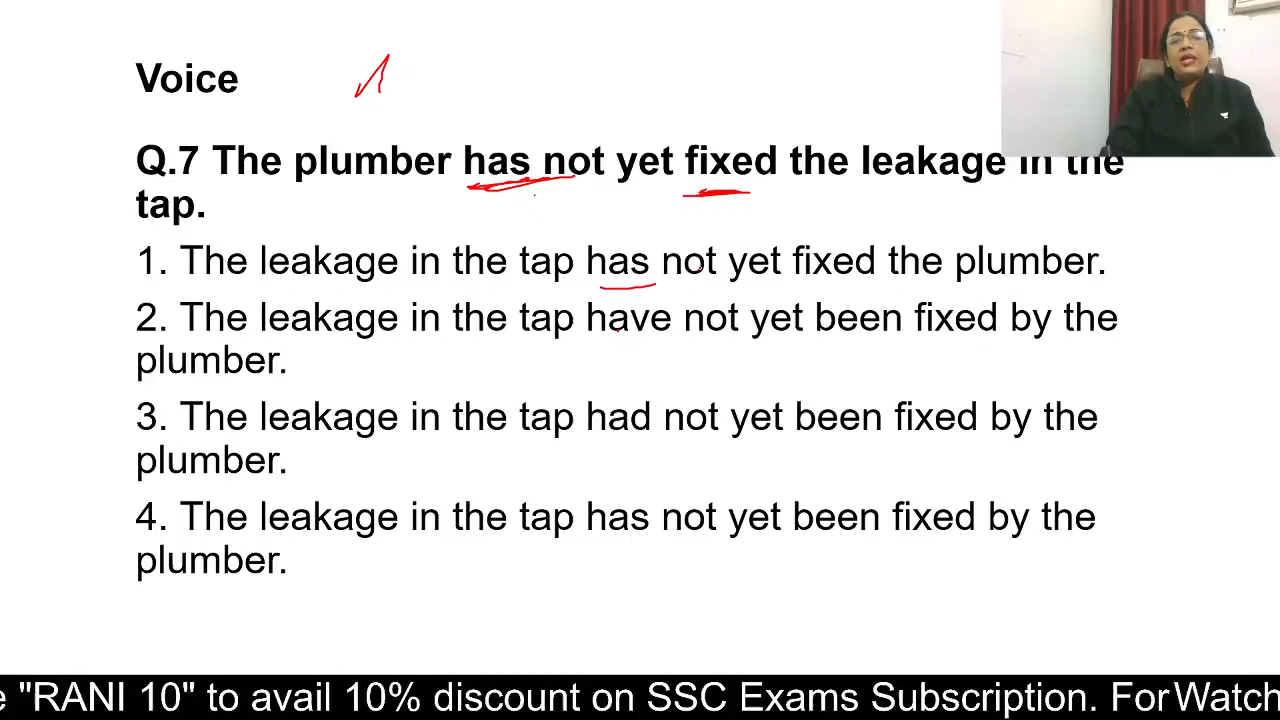 Voice
Q.7 The plumber has not yet fixed the leakage in the
tap.
1. The leakage in the tap has not yet fixed the plumber.
2. The leakage in the tap have not yet been fixed by the
plumber.
3. The leakage in the tap had not yet been fixed by the
plumber.
4. The leakage in the tap has not yet been fixed by the
plumber.
e "RANI 10" to avail 10% discount on SSC Exams Subscription. For Watch